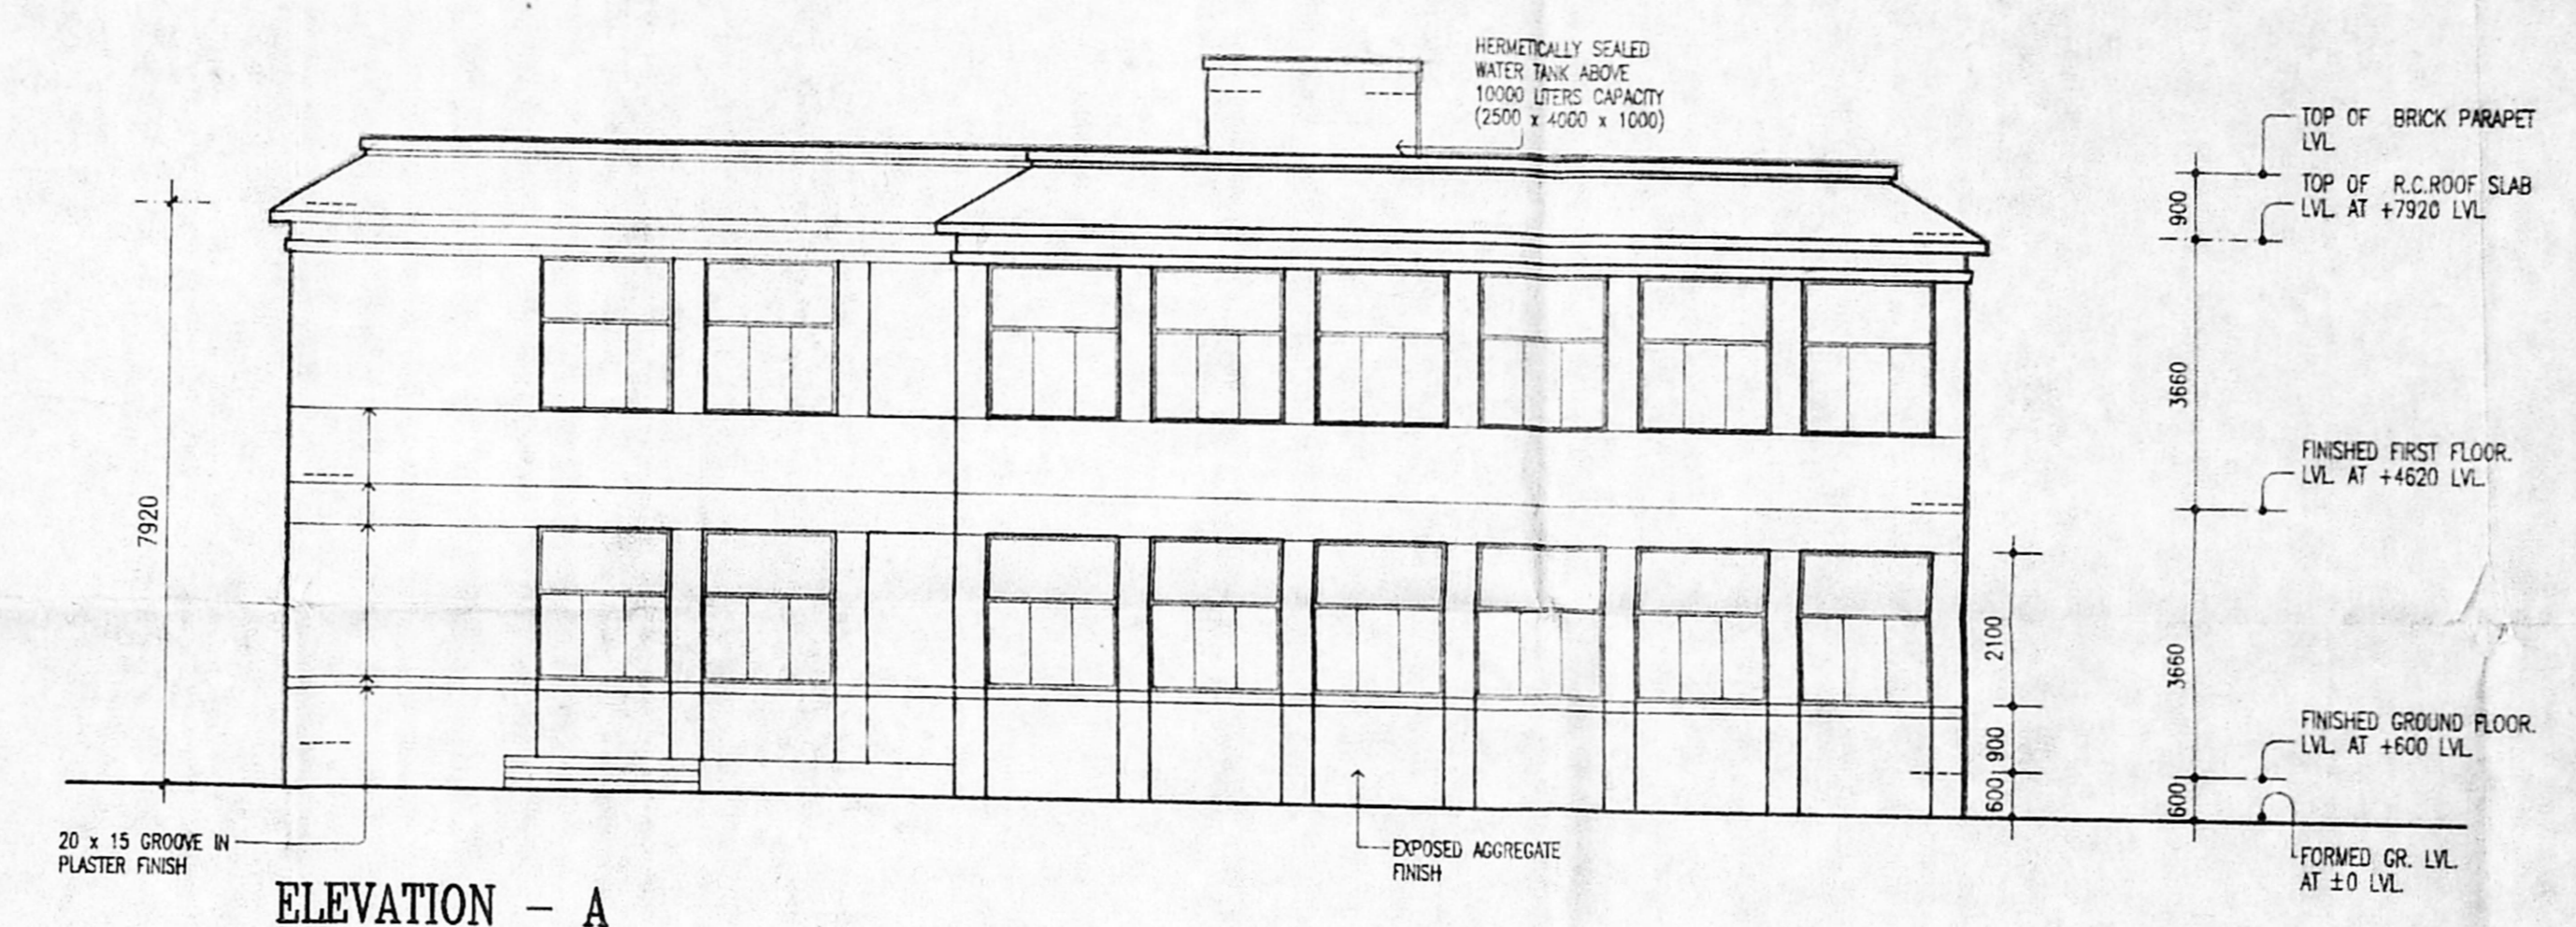 HERMETICALLY SEALED
WATER TANK ABOVE
10000 LITERS CAPACITY
(2500 x 4000 x 1000)
TOP OF BRICK PARAPET
LVL
TOP OF R.C.ROOF SLAB
LVL AT +7920 LVL
900
3660
FINISHED FIRST FLOOR.
LVL AT +4620 LVL
7920
2100
3660
FINISHED GROUND FLOOR.
LVL AT +600 LVL
900
600
600
20 x 15 GROOVE IN
PLASTER FINISH
EXPOSED AGGREGATE
FINISH
FORMED GR. LVL
AT ±0 LVL
ELEVATION - A